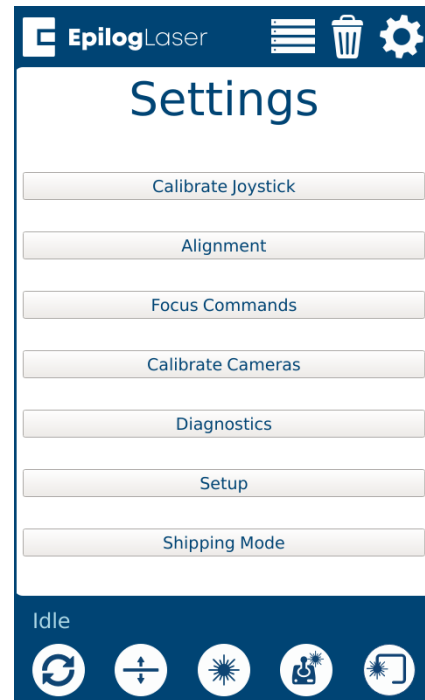 EpilogLaser
Settings
Calibrate Joystick
Alignment
Focus Commands
Calibrate Cameras
Diagnostics
Setup
Shipping Mode
Idle